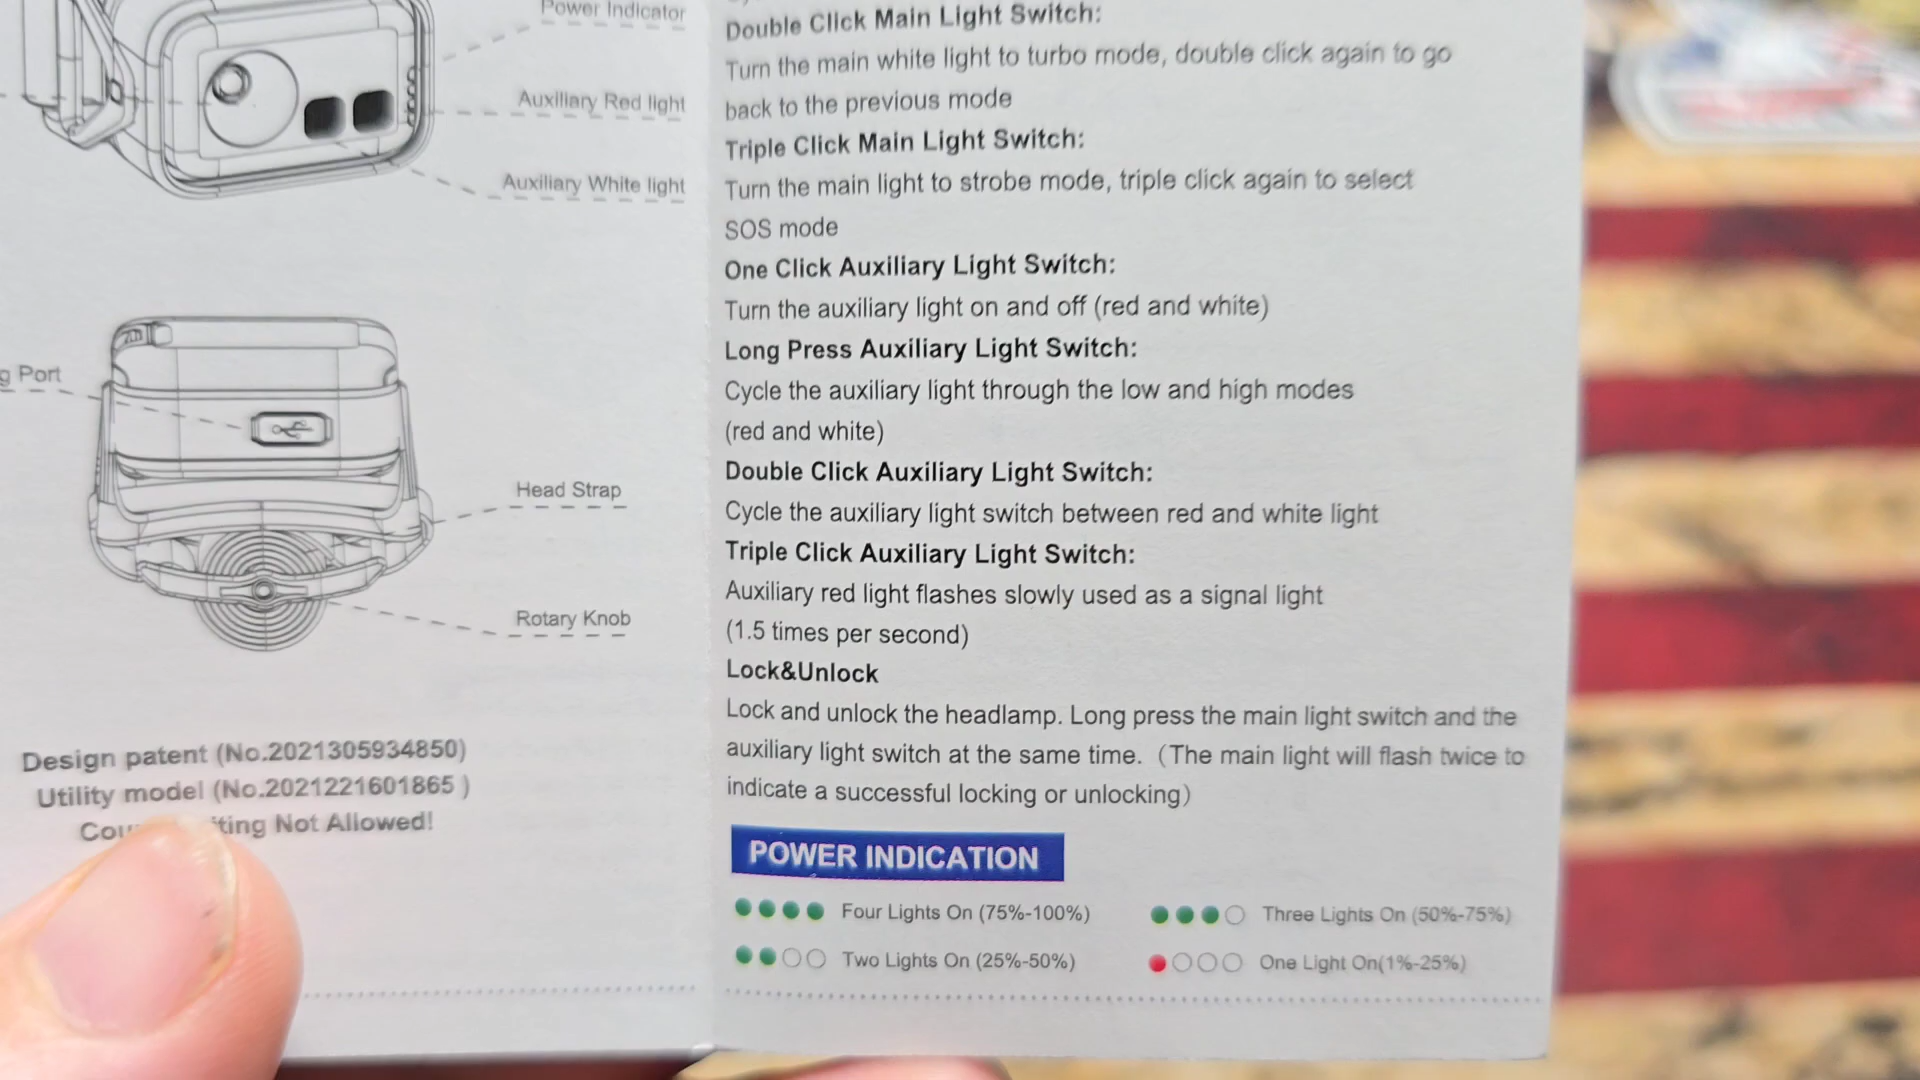 Power Indicator
Auxiliary Red light
Auxiliary White light
g Port
Head Strap
Rotary Knob
Design patent (No.2021305934850)
Utility model (No.2021221601865 )
Not Allowed!
Double Click Main Light Switch:
Turn the main white light to turbo mode, double click again to go
back to the previous mode
Triple Click Main Light Switch:
Turn the main light to strobe mode, triple click again to select
SOS mode
One Click Auxiliary Light Switch:
Turn the auxiliary light on and off (red and white)
Long Press Auxiliary Light Switch:
Cycle the auxiliary light through the low and high modes
(red and white)
Double Click Auxiliary Light Switch:
Cycle the auxiliary light switch between red and white light
Triple Click Auxiliary Light Switch:
Auxiliary red light flashes slowly used as a signal light
(1.5 times per second)
Lock&Unlock
Lock and unlock the headlamp. Long press the main light switch and the
auxiliary light switch at the same time. (The main light will flash twice to
indicate a successful locking or unlocking)
POWER INDICATION
Four Lights On (75%-100%)
Three Lights On (50%-75%)
Two Lights On (25%-50%)
One Light On(1%-25%)